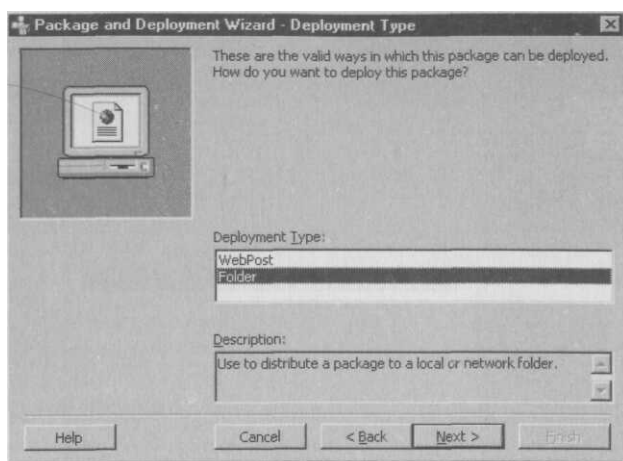 Package and Deployment Wizard - Deployment Type
These are the valid ways in which this package can be deployed.
How do you want to deploy this package?
Deployment Type:
WebPost
Folder
Description:
Use to distribute a package to a local or network folder.
Help
Cancel
< Back
Next >
Finish